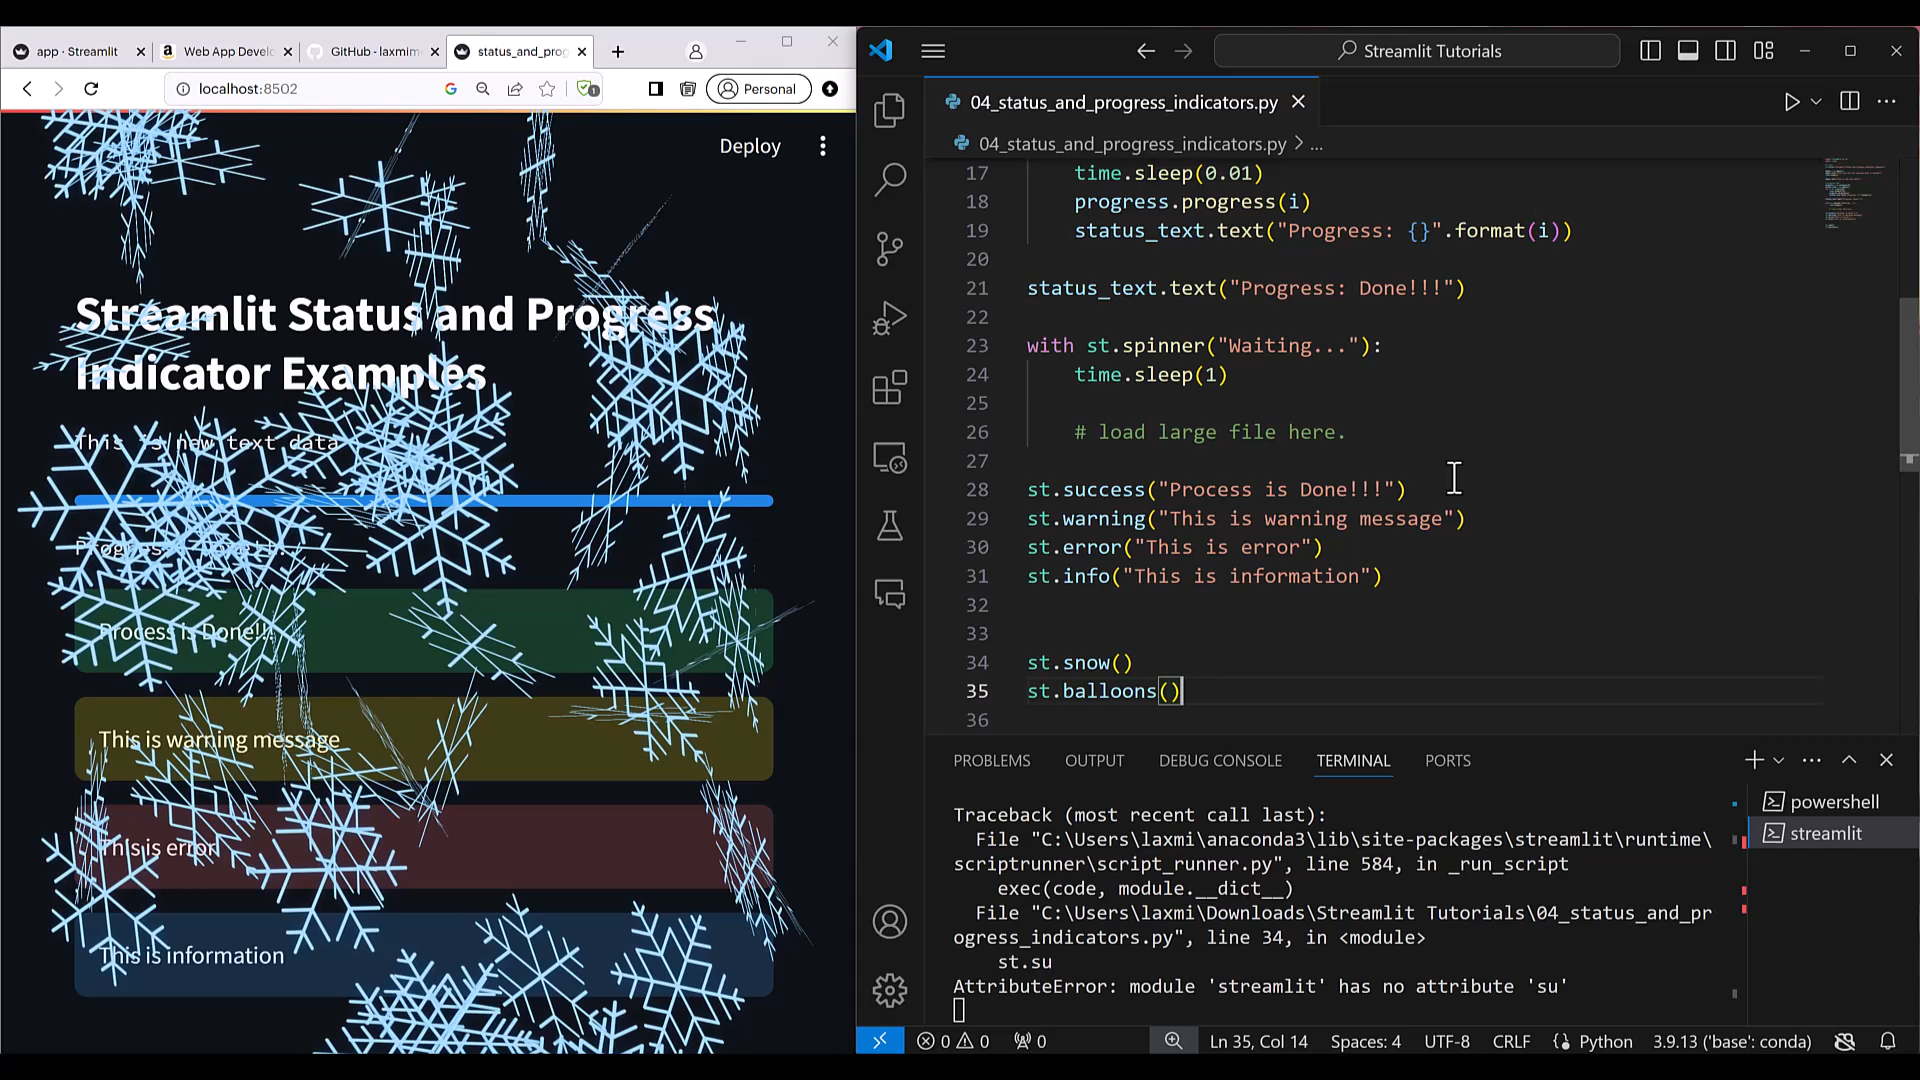 app · Streamlit
Web App Develo
GitHub - laxmim
status_and_prog
localhost:8502
Personal
Deploy
Streamlit Status and Progress
Indicator Examples
This is new text data
Progress: Done!!!
Process is Done!!!
This is warning message
This is error
This is information
Streamlit Tutorials
04_status_and_progress_indicators.py
04_status_and_progress_indicators.py > ...
17 time.sleep(0.01)
18 progress.progress(i)
19 status_text.text("Progress: {}".format(i))
20
21 status_text.text("Progress: Done!!!")
22
23 with st.spinner("Waiting..."):
24 time.sleep(1)
25
26 # load large file here.
27
28 st.success("Process is Done!!!")
29 st.warning("This is warning message")
30 st.error("This is error")
31 st.info("This is information")
32
33
34 st.snow()
35 st.balloons()
36
PROBLEMS OUTPUT DEBUG CONSOLE TERMINAL PORTS
Traceback (most recent call last):
File "C:\Users\laxmi\anaconda3\lib\site-packages\streamlit\runtime\
scriptrunner\script_runner.py", line 584, in _run_script
exec(code, module.__dict__)
File "C:\Users\laxmi\Downloads\Streamlit Tutorials\04_status_and_pr
ogress_indicators.py", line 34, in <module>
st.su
AttributeError: module 'streamlit' has no attribute 'su'
powershell
streamlit
0 0 0 Ln 35, Col 14 Spaces: 4 UTF-8 CRLF Python 3.9.13 ('base': conda)